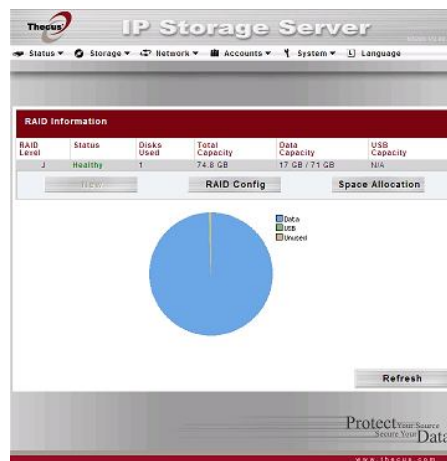 Thecus
IP Storage Server
Status Storage Network Accounts System Language
RAID Information
RAID Level Status Disks Used Total Capacity Data Capacity USB Capacity
J Healthy 1 74.8 GB 17 GB / 71 GB N/A
New RAID Config Space Allocation
Data
USB
Unused
Refresh
Protect Your Source
Secure Your Data
www.thecus.com